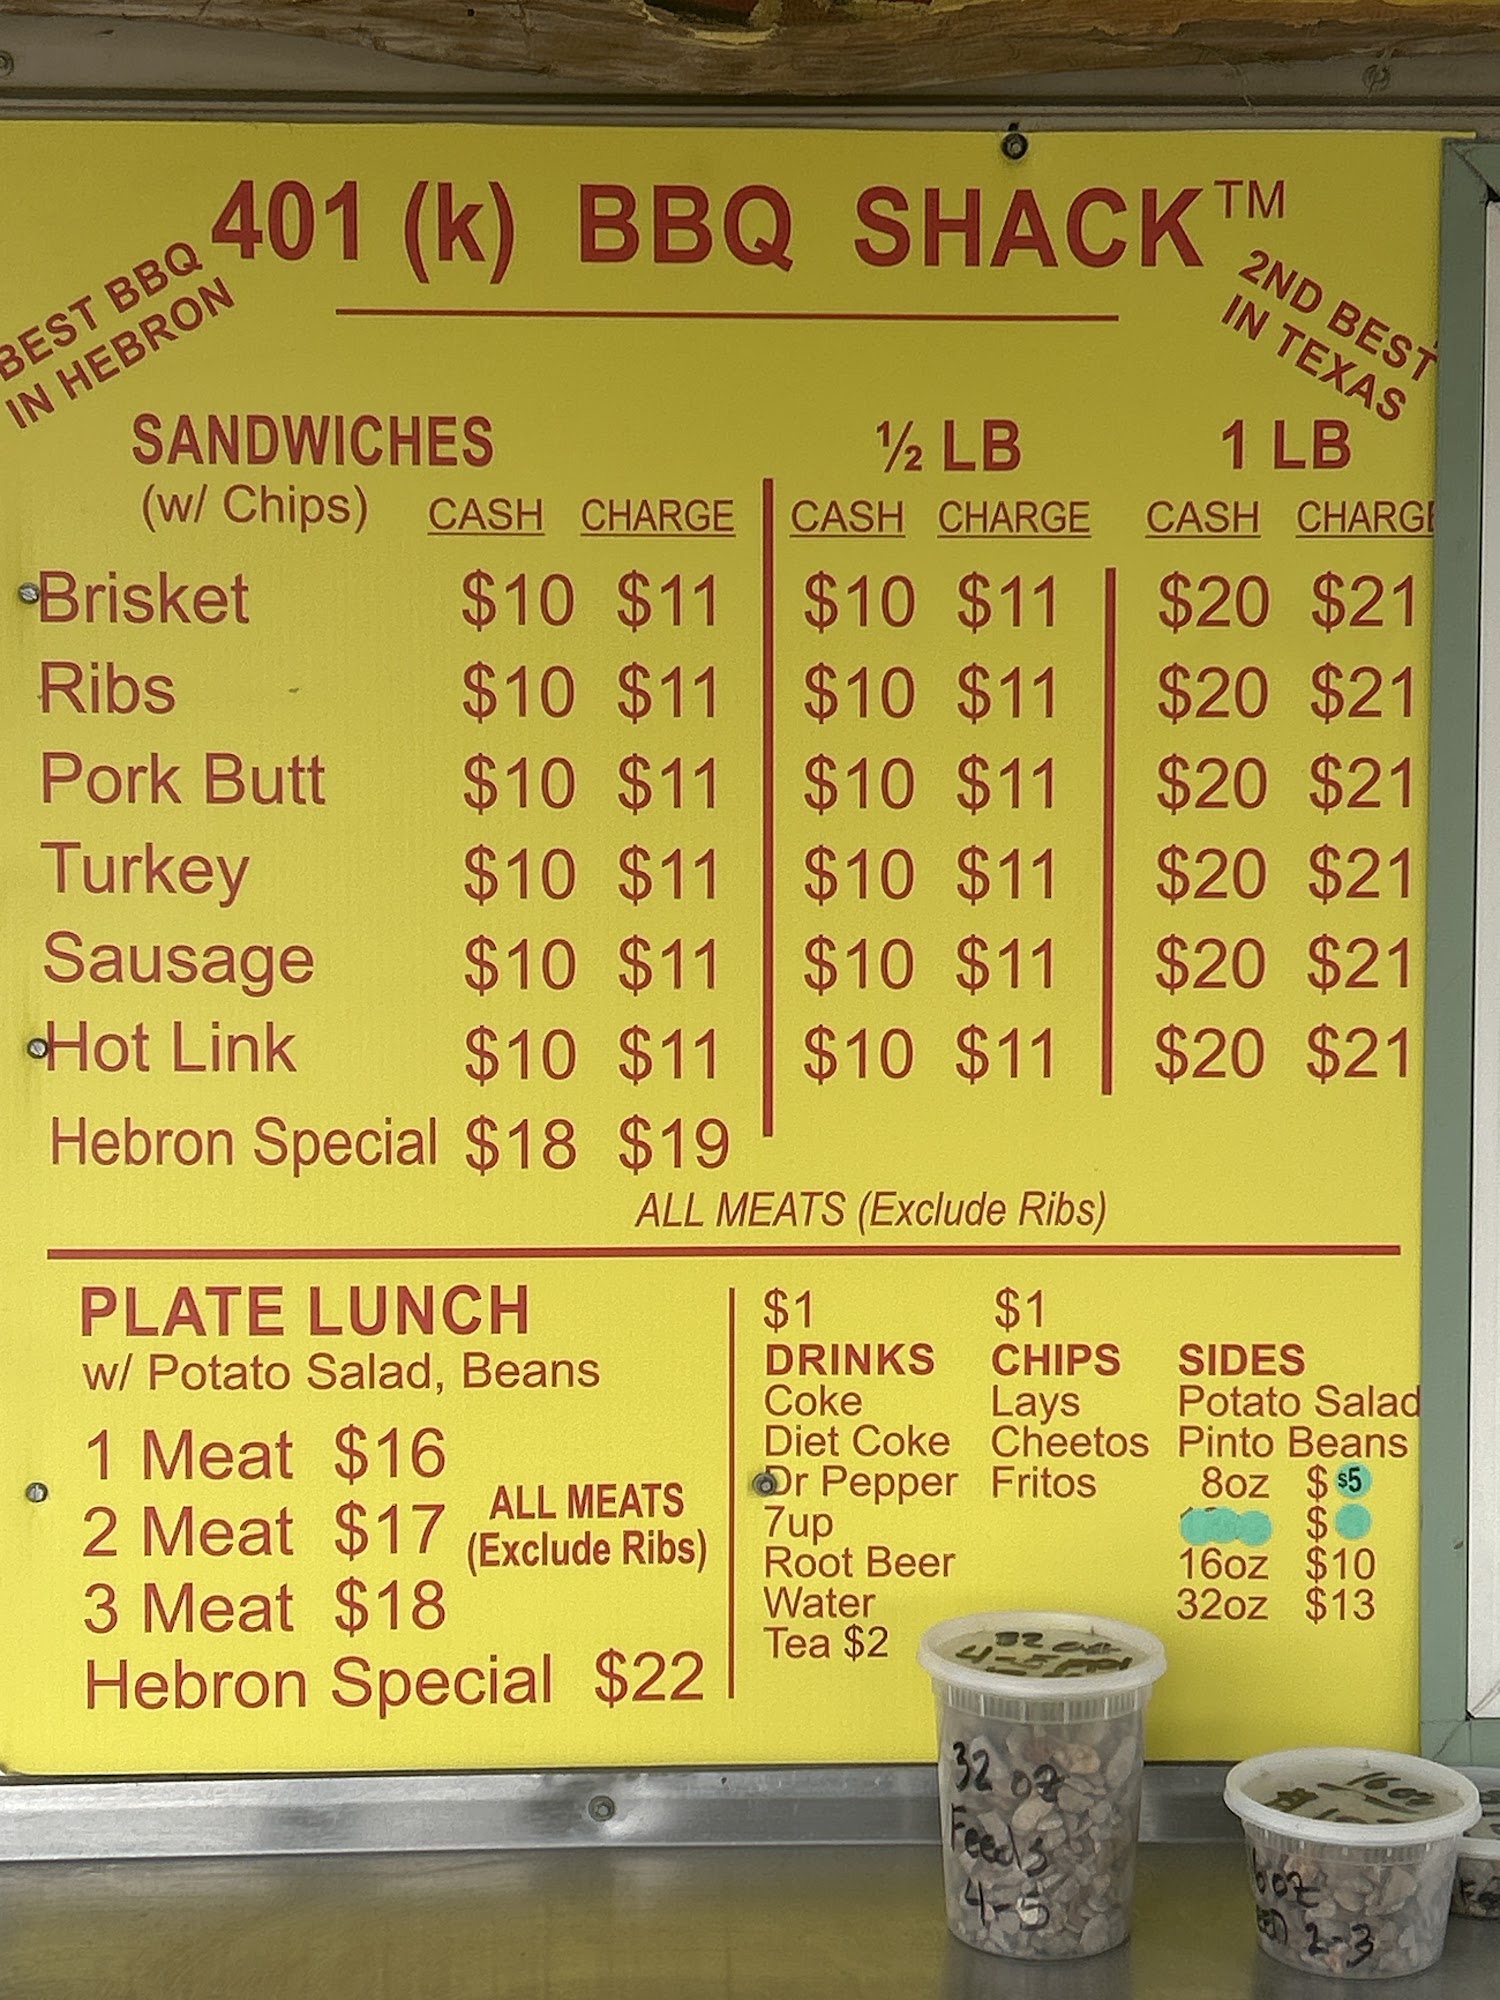 401 (k) BBQ SHACK™
BEST BBQ
IN HEBRON
2ND BEST
IN TEXAS
SANDWICHES ½ LB 1 LB
(w/ Chips) CASH CHARGE CASH CHARGE CASH CHARGE
Brisket $10 $11 $10 $11 $20 $21
Ribs $10 $11 $10 $11 $20 $21
Pork Butt $10 $11 $10 $11 $20 $21
Turkey $10 $11 $10 $11 $20 $21
Sausage $10 $11 $10 $11 $20 $21
Hot Link $10 $11 $10 $11 $20 $21
Hebron Special $18 $19
ALL MEATS (Exclude Ribs)
PLATE LUNCH
w/ Potato Salad, Beans
1 Meat $16
2 Meat $17
3 Meat $18
ALL MEATS
(Exclude Ribs)
Hebron Special $22
$1
DRINKS
Coke
Diet Coke
Dr Pepper
7up
Root Beer
Water
Tea $2
$1
CHIPS
Lays
Cheetos
Fritos
SIDES
Potato Salad
Pinto Beans
8oz $ $5
$
16oz $10
32oz $13
32
4-5
32 oz
Feeds
4-5
16oz
oz
2-3